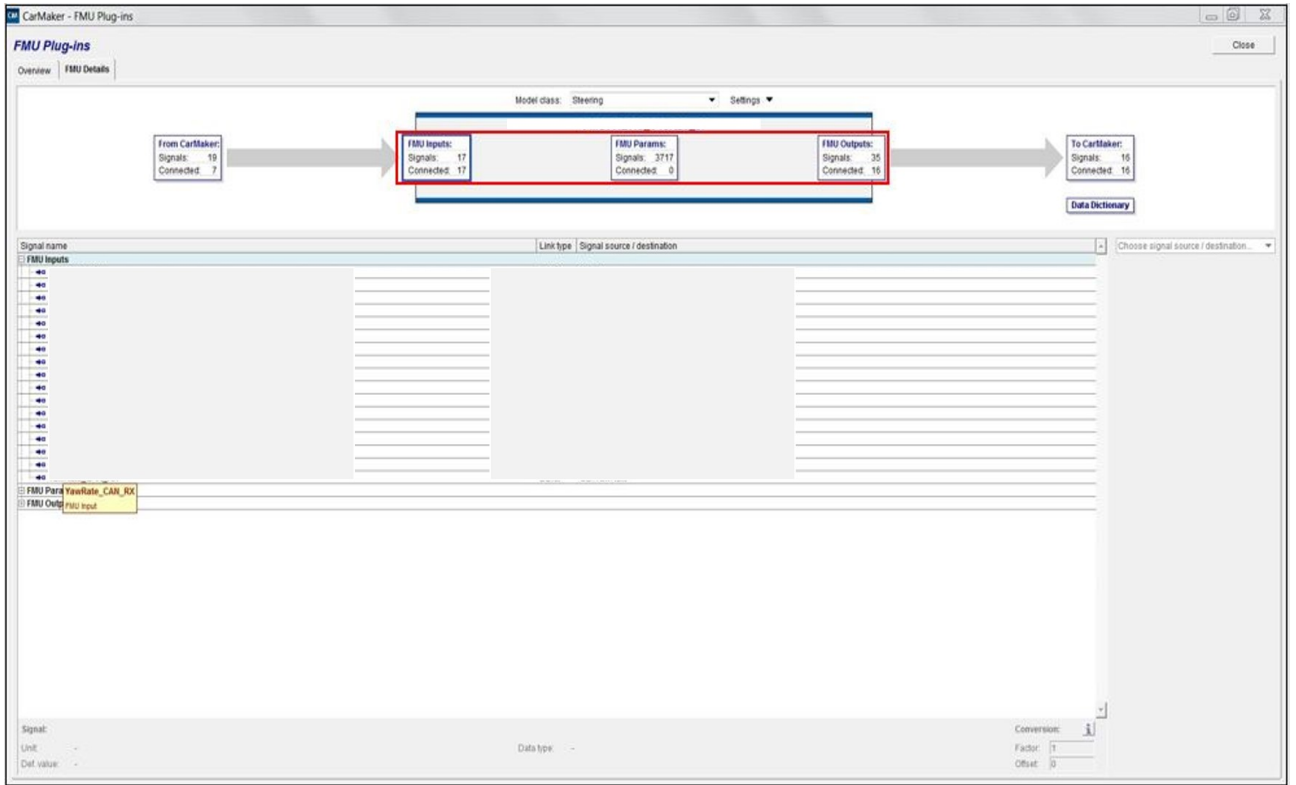 CarMaker - FMU Plug-ins
FMU Plug-ins
Close
Overview
FMU Details
Model class: Steering
Settings
From CarMaker:
Signals: 19
Connected: 7
FMU Inputs:
Signals: 17
Connected: 17
FMU Params:
Signals: 3717
Connected: 0
FMU Outputs:
Signals: 35
Connected: 16
To CarMaker:
Signals: 16
Connected: 16
Data Dictionary
Signal name
Link type
Signal source / destination
Choose signal source / destination...
FMU Inputs
FMU Para
FMU Outp
YawRate_CAN_RX
FMU Input
Signal:
Conversion:
Unit: -
Data type: -
Factor: 1
Def. value: -
Offset: 0